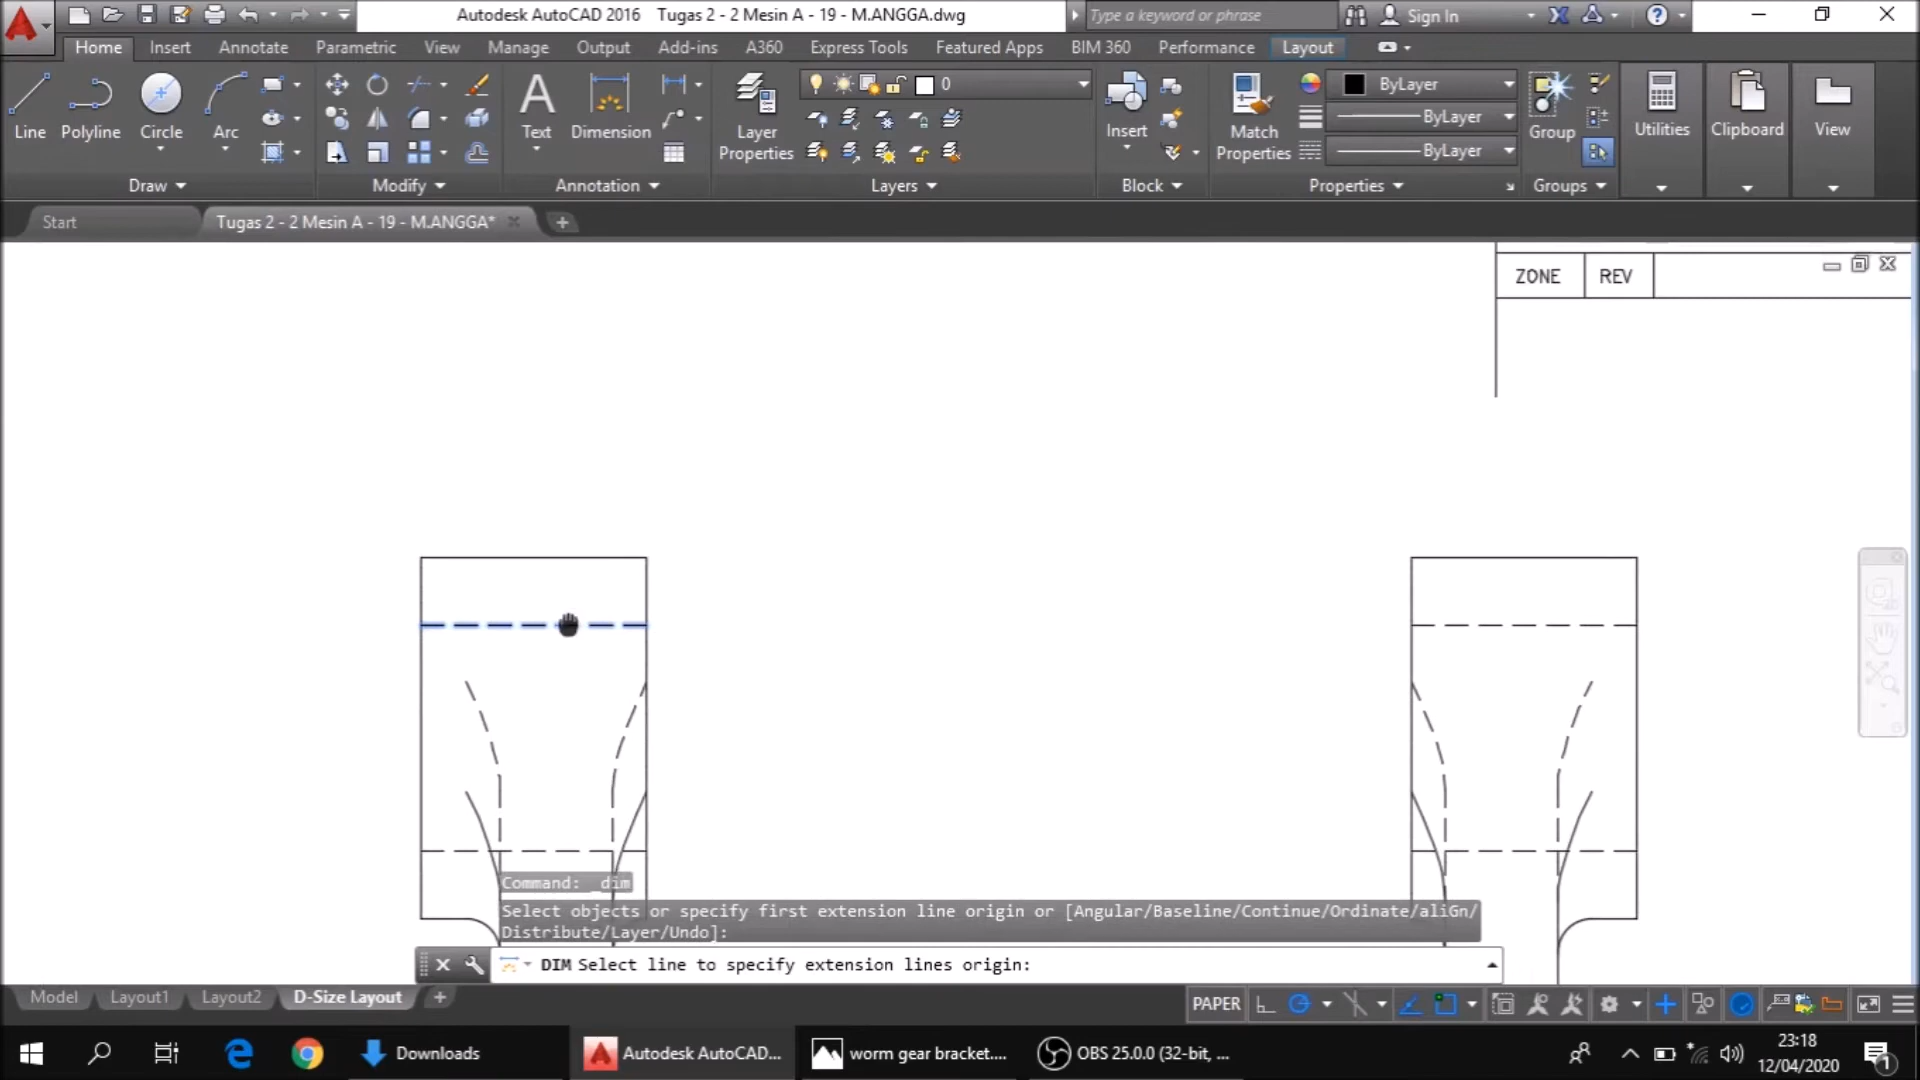 Autodesk AutoCAD 2016 Tugas 2 - 2 Mesin A - 19 - M.ANGGA.dwg
Type a keyword or phrase
Sign In
Home Insert Annotate Parametric View Manage Output Add-ins A360 Express Tools Featured Apps BIM 360 Performance Layout
0
ByLayer
ByLayer
ByLayer
Line Polyline Circle Arc
Text Dimension
Layer Properties
Insert
Match Properties
Group
Utilities
Clipboard
View
Draw Modify Annotation Layers Block Properties Groups
Start Tugas 2 - 2 Mesin A - 19 - M.ANGGA*
ZONE REV
Command: _dim
Select objects or specify first extension line origin or [Angular/Baseline/Continue/Ordinate/aliGn/
Distribute/Layer/Undo]:
DIM Select line to specify extension lines origin:
Model Layout1 Layout2 D-Size Layout
PAPER
Downloads
Autodesk AutoCAD...
worm gear bracket....
OBS 25.0.0 (32-bit, ...
23:18
12/04/2020
1